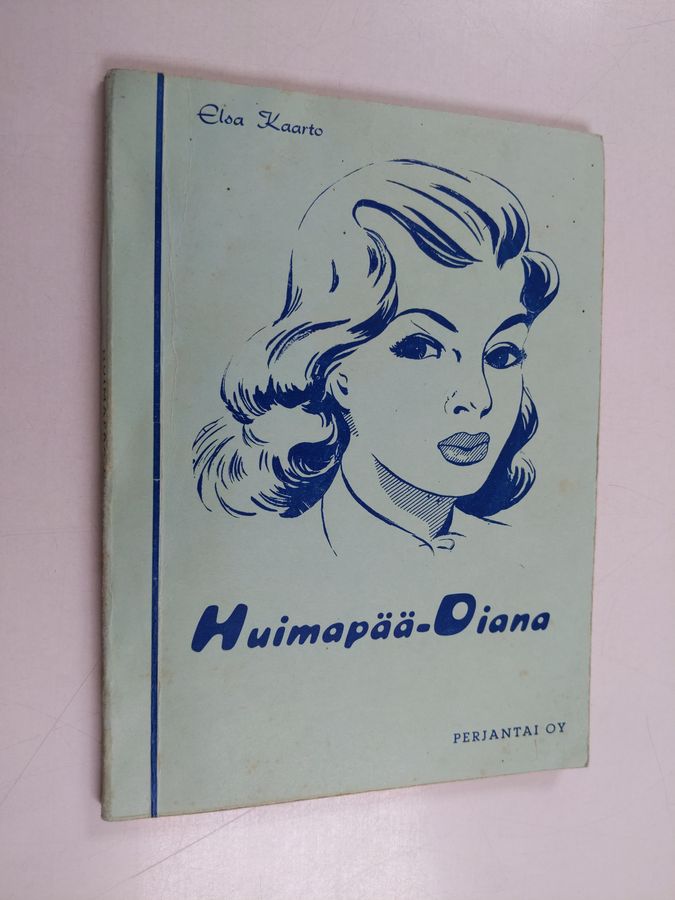 Elsa Kaarto
Huimapää-Diana
PERJANTAI OY